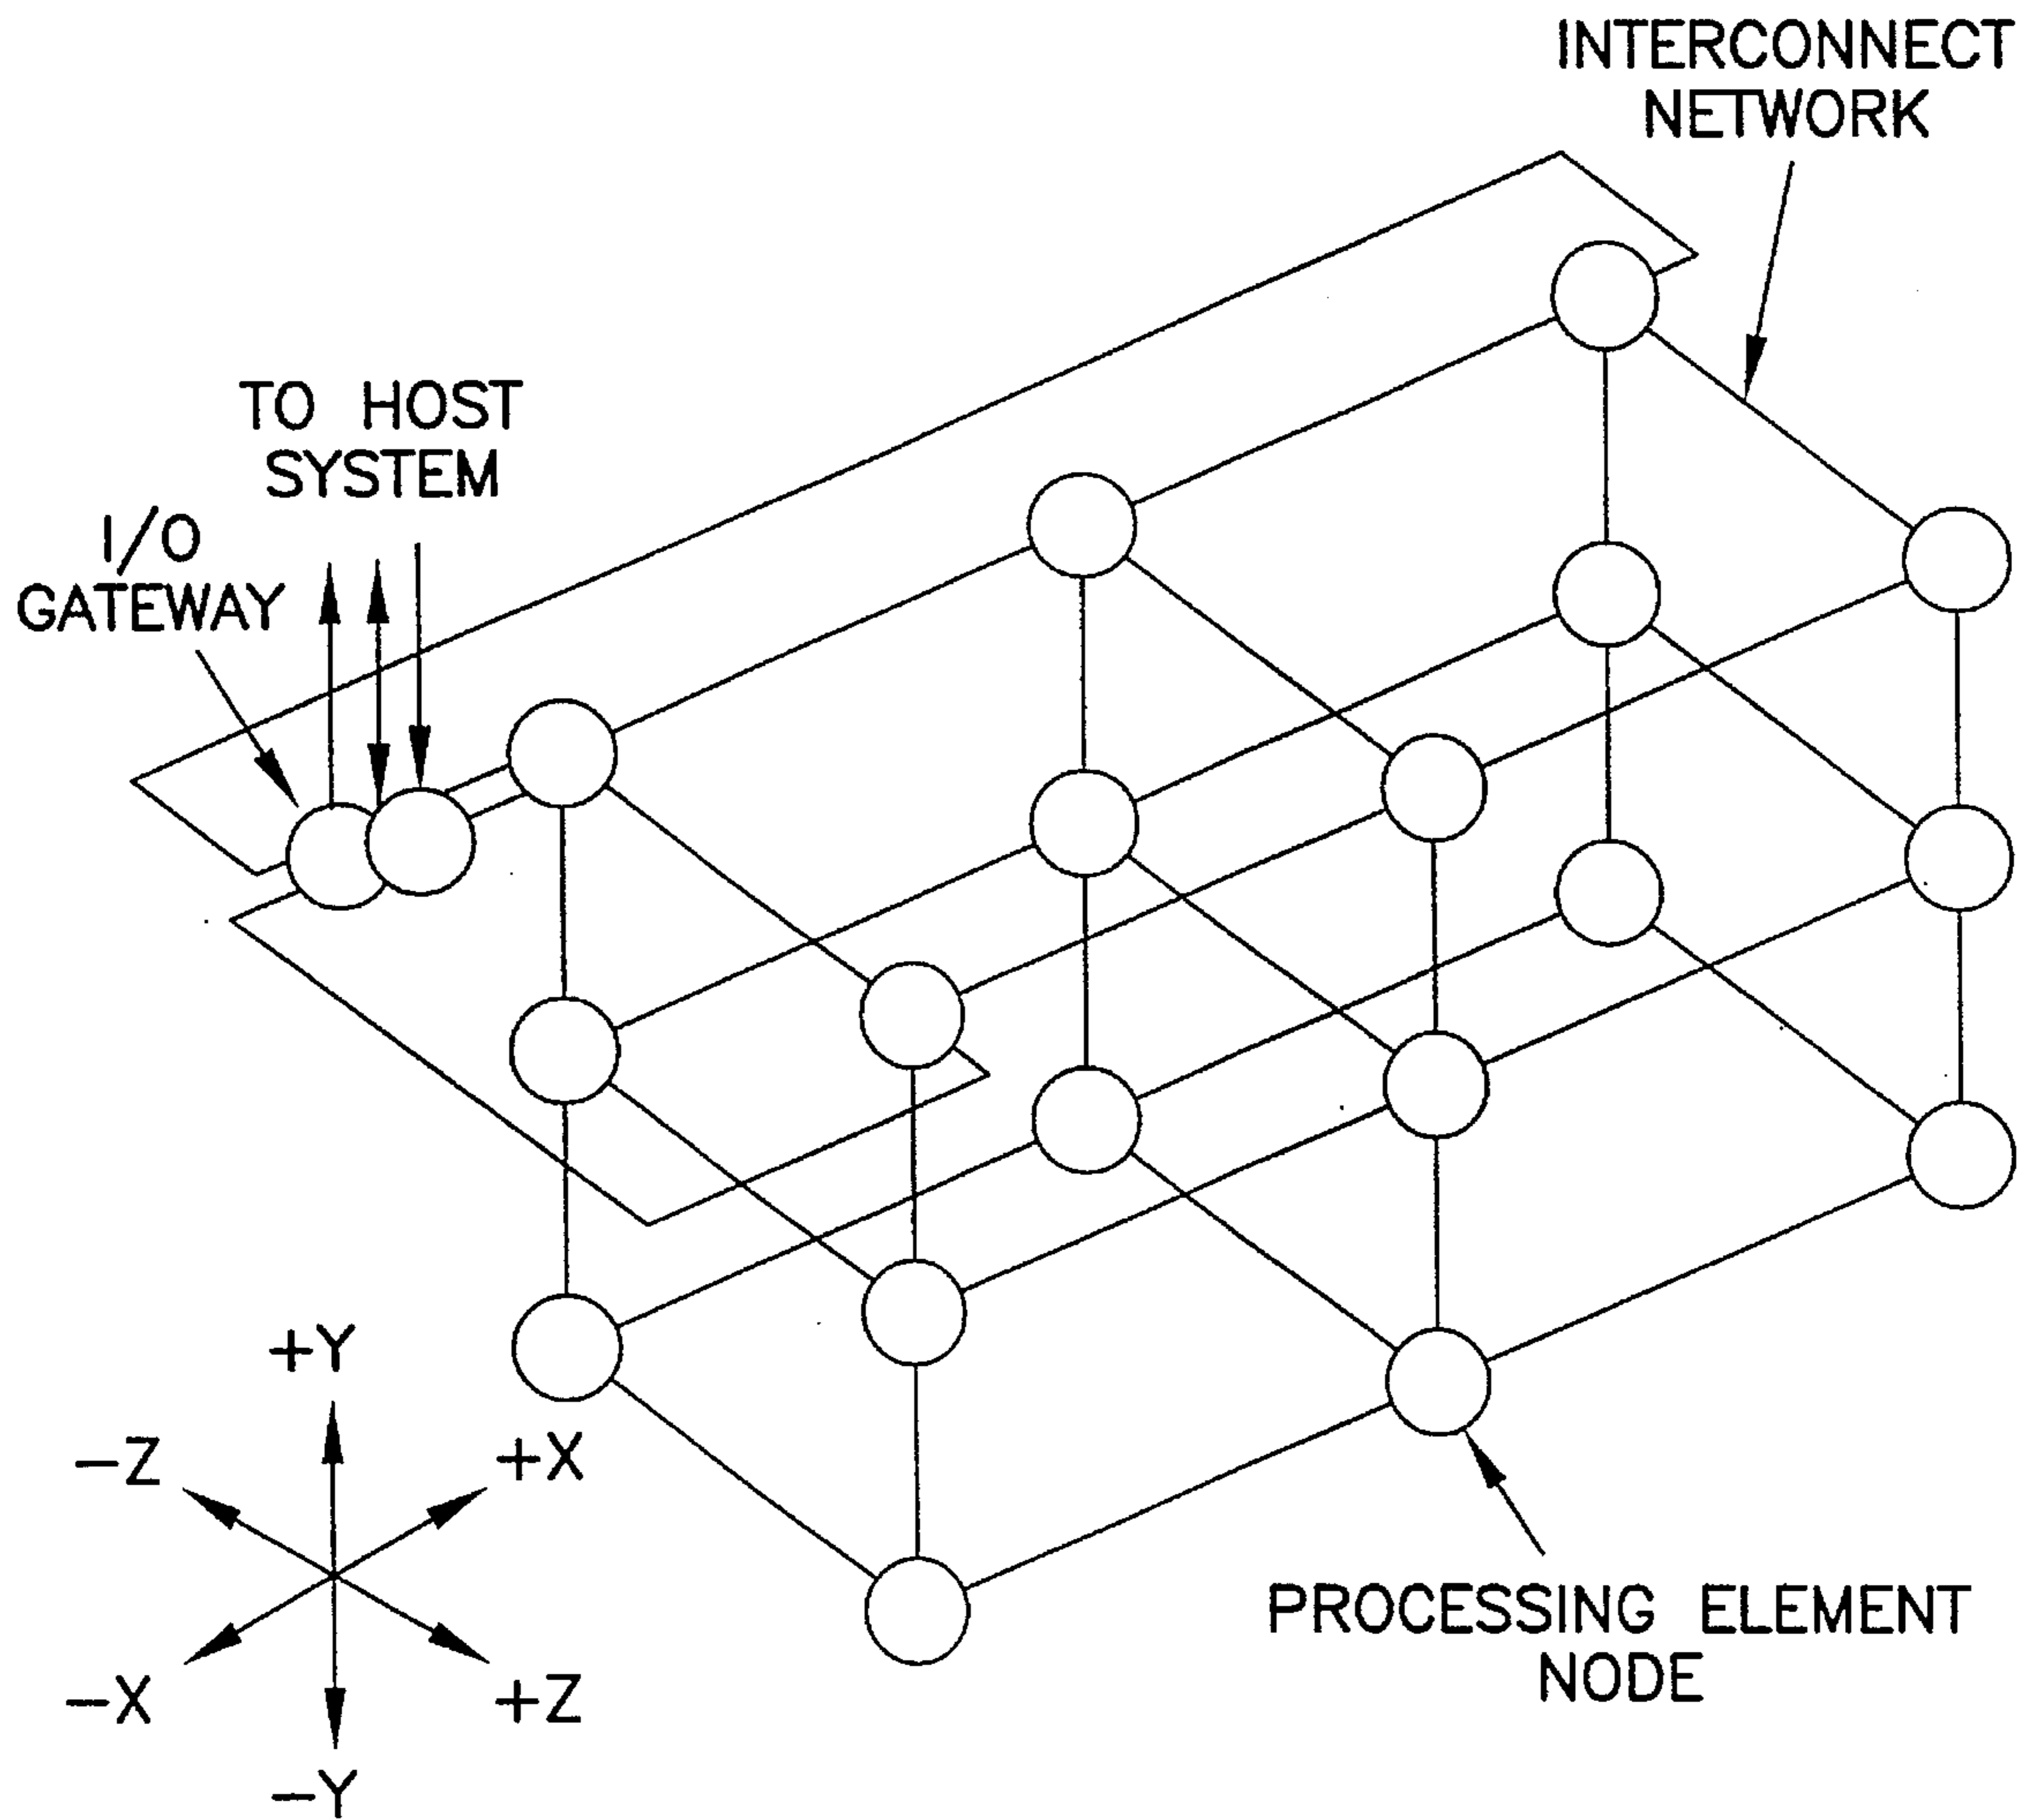 INTERCONNECT
NETWORK
TO HOST
SYSTEM
I/O
GATEWAY
+Y
-Z
+X
-X
+Z
-Y
PROCESSING ELEMENT
NODE